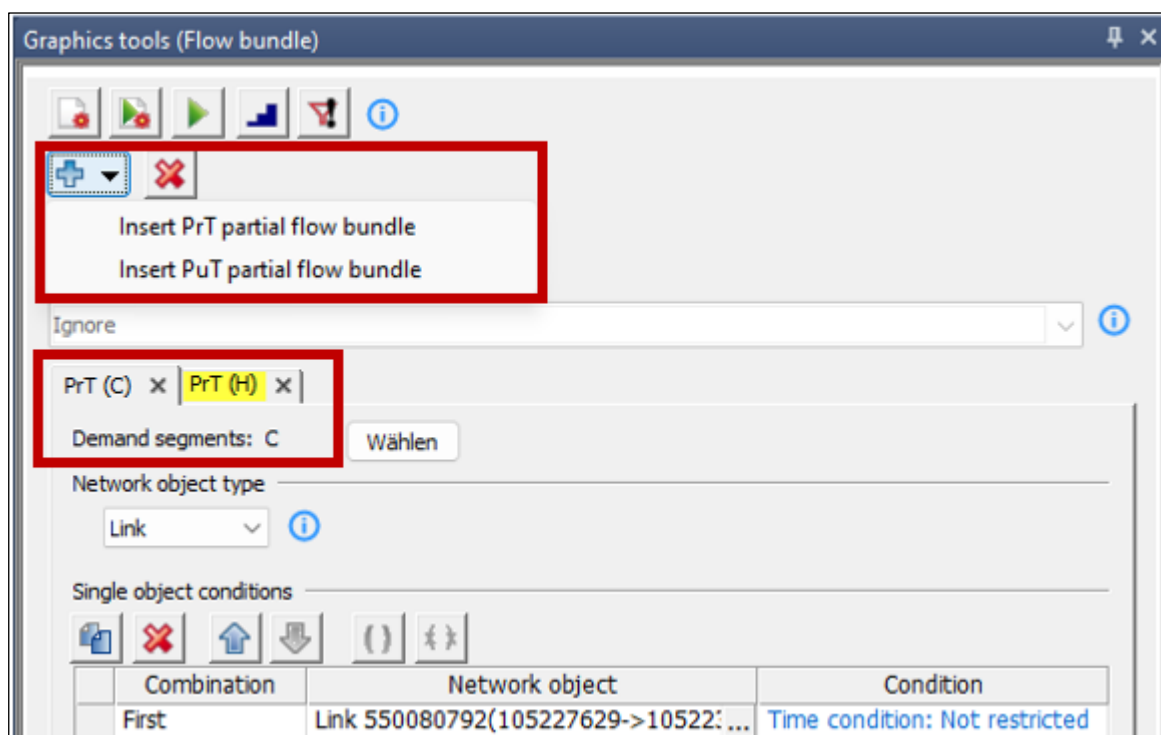 Graphics tools (Flow bundle)
Insert PrT partial flow bundle
Insert PuT partial flow bundle
Ignore
PrT (C) PrT (H)
Demand segments: C Wählen
Network object type
Link
Single object conditions
Combination Network object Condition
First Link 550080792(105227629->10522: ... Time condition: Not restricted